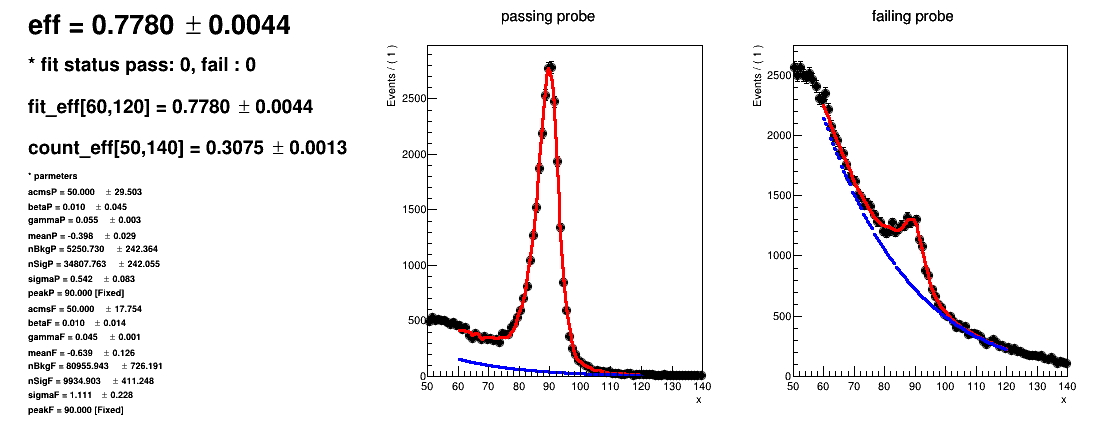 eff = 0.7780 ± 0.0044
* fit status pass: 0, fail : 0
fit_eff[60,120] = 0.7780 ± 0.0044
count_eff[50,140] = 0.3075 ± 0.0013
* parmeters
acmsP = 50.000 ± 29.503
betaP = 0.010 ± 0.045
gammaP = 0.055 ± 0.003
meanP = -0.398 ± 0.029
nBkgP = 5250.730 ± 242.364
nSigP = 34807.763 ± 242.055
sigmaP = 0.542 ± 0.083
peakP = 90.000 [Fixed]
acmsF = 50.000 ± 17.754
betaF = 0.010 ± 0.014
gammaF = 0.045 ± 0.001
meanF = -0.639 ± 0.126
nBkgF = 80955.943 ± 726.191
nSigF = 9934.903 ± 411.248
sigmaF = 1.111 ± 0.228
peakF = 90.000 [Fixed]
passing probe
Events / ( 1 )
2500
2000
1500
1000
500
0
50 60 70 80 90 100 110 120 130 140
x
failing probe
Events / ( 1 )
2500
2000
1500
1000
500
0
50 60 70 80 90 100 110 120 130 140
x